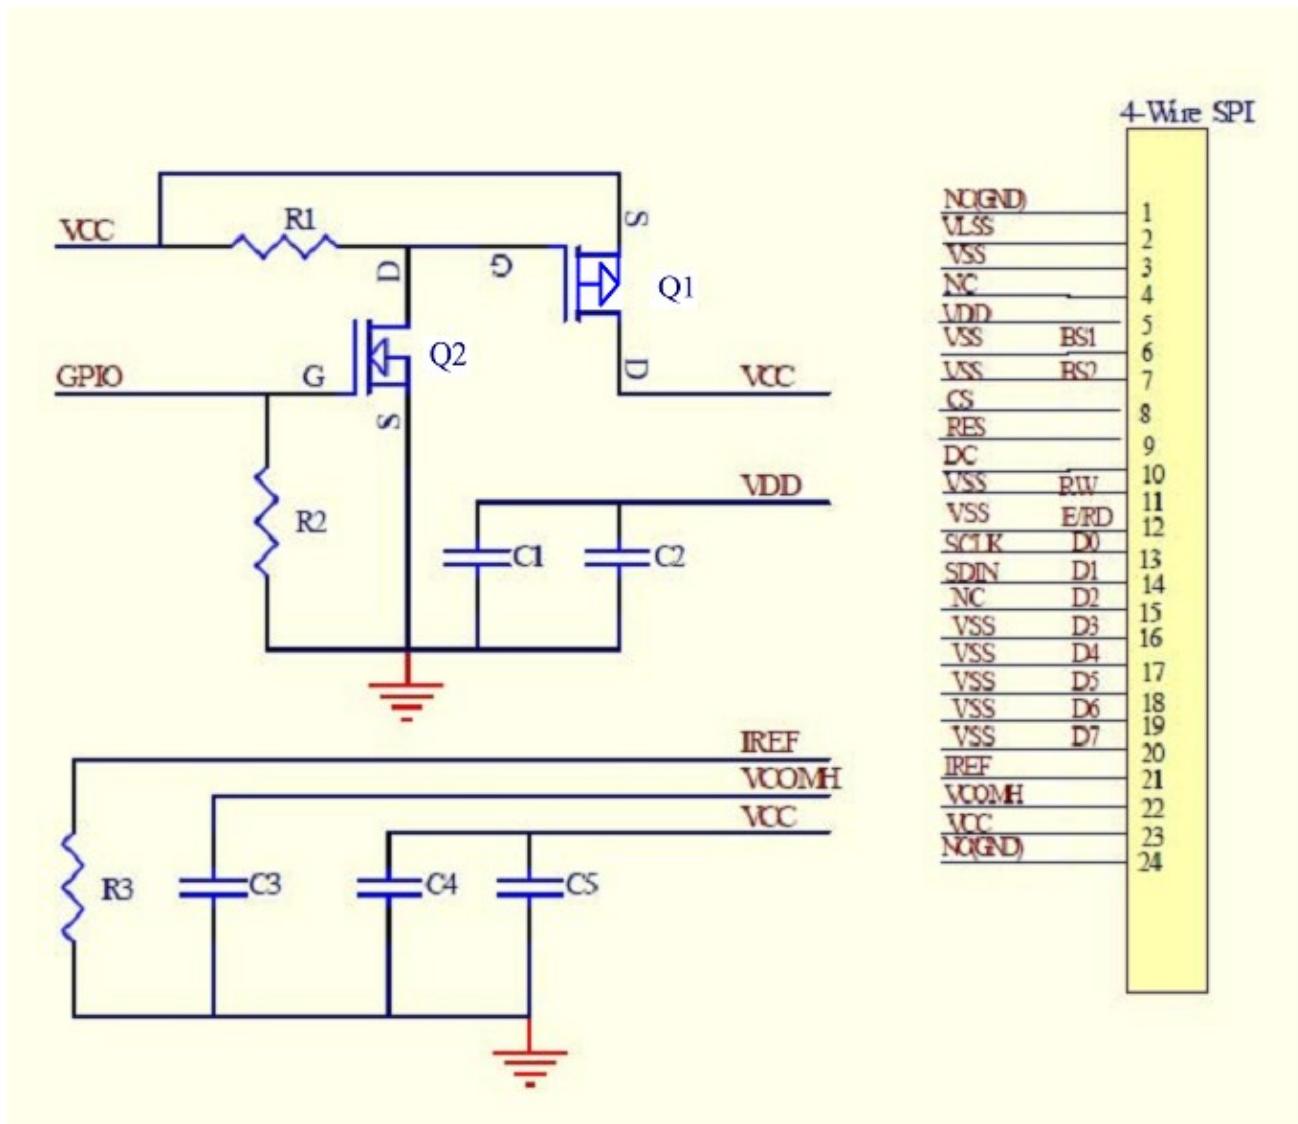 4-Wire SPI
VCC
R1
S
D
G
Q1
Q2
GPIO
G
S
D
VCC
R2
VDD
C1
C2
IREF
VCOMH
VCC
R3
C3
C4
C5
NC(GND) 1
VLSS 2
VSS 3
NC 4
VDD 5
VSS BS1 6
VSS BS2 7
CS 8
RES 9
DC 10
VSS RW 11
VSS E/RD 12
SCLK D0 13
SDIN D1 14
NC D2 15
VSS D3 16
VSS D4 17
VSS D5 18
VSS D6 19
VSS D7 20
IREF 21
VCOMH 22
VCC 23
NC(GND) 24